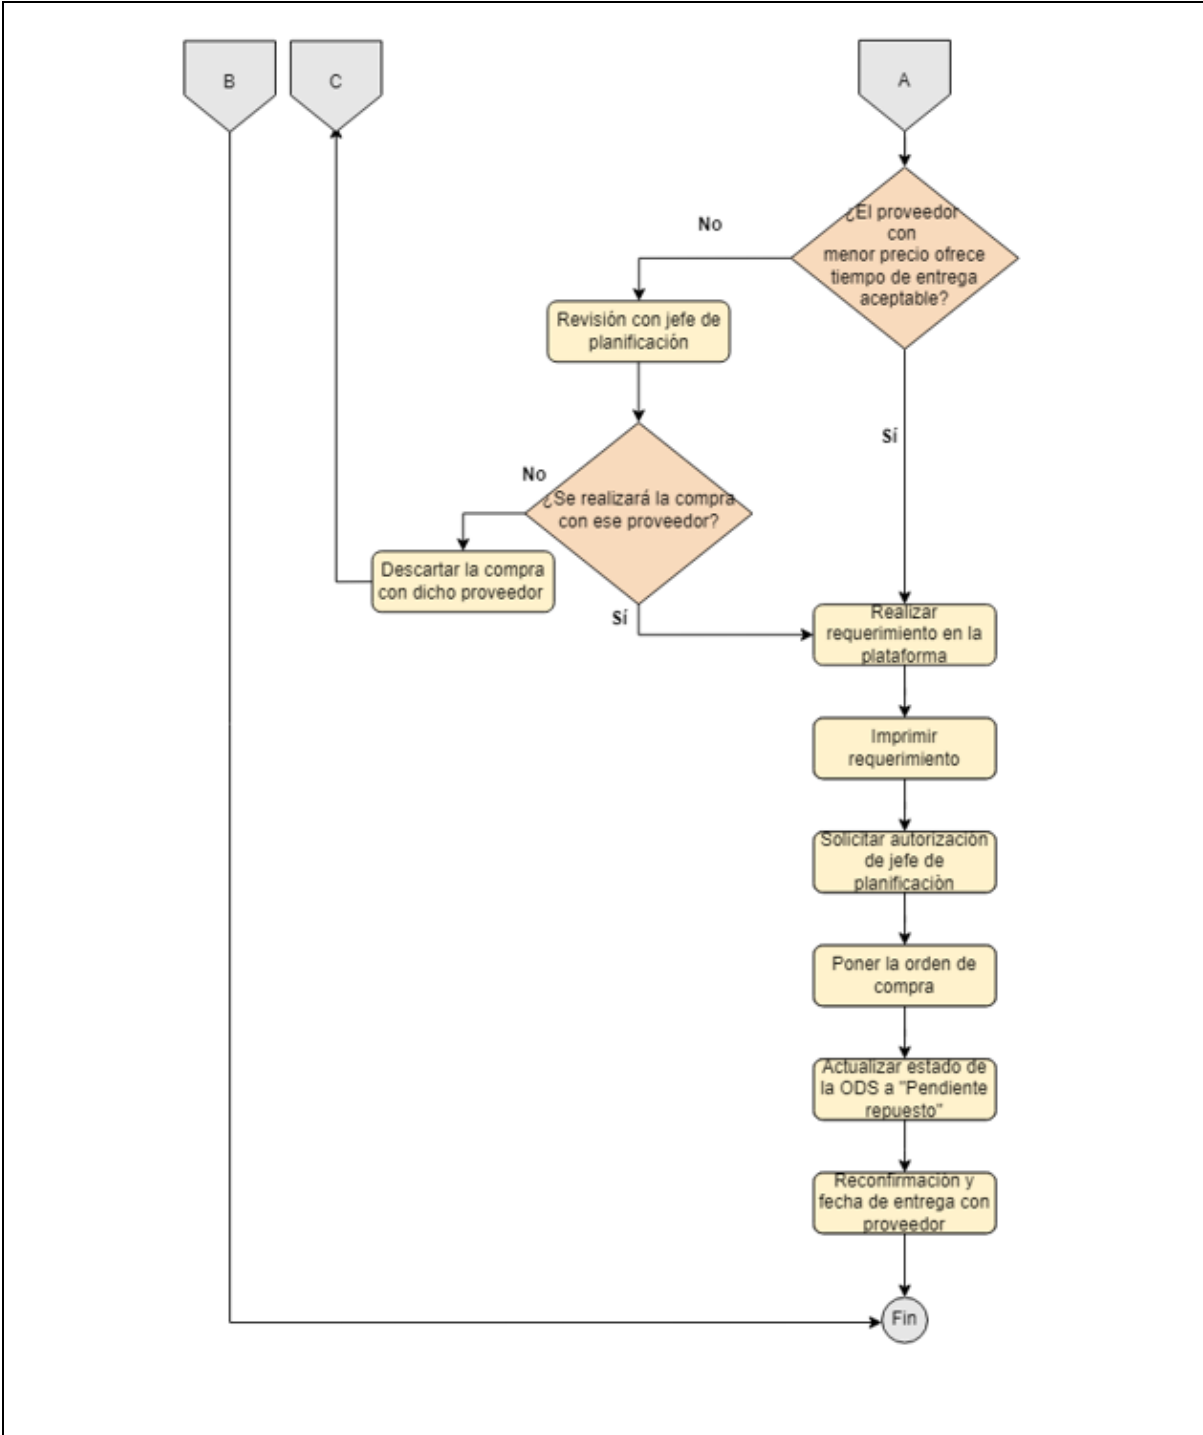 B
C
A
¿El proveedor
con
menor precio ofrece
tiempo de entrega
aceptable?
No
Revisión con jefe de
planificación
Sí
No
¿Se realizará la compra
con ese proveedor?
Descartar la compra
con dicho proveedor
Sí
Realizar
requerimiento en la
plataforma
Imprimir
requerimiento
Solicitar autorización
de jefe de
planificación
Poner la orden de
compra
Actualizar estado de
la ODS a "Pendiente
repuesto"
Reconfirmación y
fecha de entrega con
proveedor
Fin